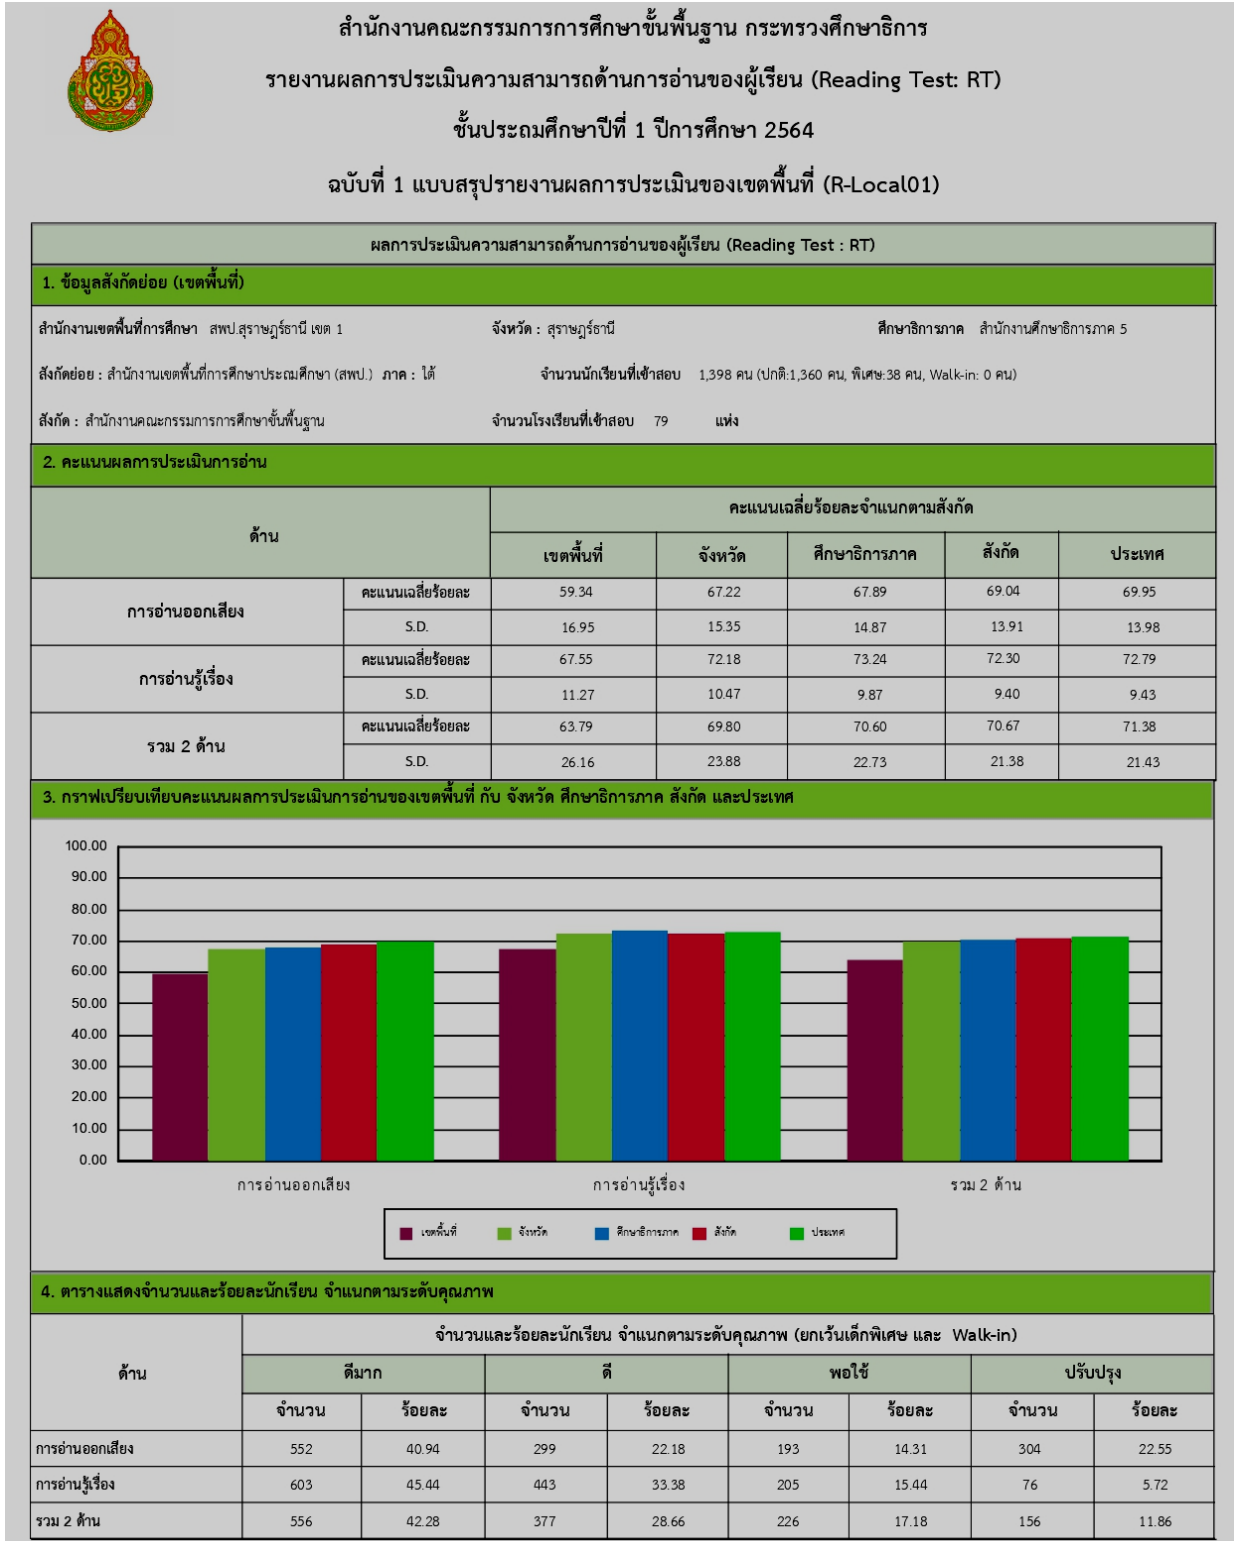 สำนักงานคณะกรรมการการศึกษาขั้นพื้นฐาน กระทรวงศึกษาธิการ
รายงานผลการประเมินความสามารถด้านการอ่านของผู้เรียน (Reading Test: RT)
ชั้นประถมศึกษาปีที่ 1 ปีการศึกษา 2564
ฉบับที่ 1 แบบสรุปรายงานผลการประเมินของเขตพื้นที่ (R-Local01)
ผลการประเมินความสามารถด้านการอ่านของผู้เรียน (Reading Test : RT)
1. ข้อมูลสังกัดย่อย (เขตพื้นที่)
สำนักงานเขตพื้นที่การศึกษา สพป.สุราษฎร์ธานี เขต 1 จังหวัด : สุราษฎร์ธานี ศึกษาธิการภาค สำนักงานศึกษาธิการภาค 5
สังกัดย่อย : สำนักงานเขตพื้นที่การศึกษาประถมศึกษา (สพป.) ภาค : ใต้ จำนวนนักเรียนที่เข้าสอบ 1,398 คน (ปกติ:1,360 คน, พิเศษ:38 คน, Walk-in: 0 คน)
สังกัด : สำนักงานคณะกรรมการการศึกษาขั้นพื้นฐาน จำนวนโรงเรียนที่เข้าสอบ 79 แห่ง
2. คะแนนผลการประเมินการอ่าน
ด้าน คะแนนเฉลี่ยร้อยละจำแนกตามสังกัด
เขตพื้นที่ จังหวัด ศึกษาธิการภาค สังกัด ประเทศ
การอ่านออกเสียง คะแนนเฉลี่ยร้อยละ 59.34 67.22 67.89 69.04 69.95
S.D. 16.95 15.35 14.87 13.91 13.98
การอ่านรู้เรื่อง คะแนนเฉลี่ยร้อยละ 67.55 72.18 73.24 72.30 72.79
S.D. 11.27 10.47 9.87 9.40 9.43
รวม 2 ด้าน คะแนนเฉลี่ยร้อยละ 63.79 69.80 70.60 70.67 71.38
S.D. 26.16 23.88 22.73 21.38 21.43
3. กราฟเปรียบเทียบคะแนนผลการประเมินการอ่านของเขตพื้นที่ กับ จังหวัด ศึกษาธิการภาค สังกัด และประเทศ
100.00
90.00
80.00
70.00
60.00
50.00
40.00
30.00
20.00
10.00
0.00
การอ่านออกเสียง การอ่านรู้เรื่อง รวม 2 ด้าน
เขตพื้นที่ จังหวัด ศึกษาธิการภาค สังกัด ประเทศ
4. ตารางแสดงจำนวนและร้อยละนักเรียน จำแนกตามระดับคุณภาพ
ด้าน จำนวนและร้อยละนักเรียน จำแนกตามระดับคุณภาพ (ยกเว้นเด็กพิเศษ และ Walk-in)
ดีมาก ดี พอใช้ ปรับปรุง
จำนวน ร้อยละ จำนวน ร้อยละ จำนวน ร้อยละ จำนวน ร้อยละ
การอ่านออกเสียง 552 40.94 299 22.18 193 14.31 304 22.55
การอ่านรู้เรื่อง 603 45.44 443 33.38 205 15.44 76 5.72
รวม 2 ด้าน 556 42.28 377 28.66 226 17.18 156 11.86